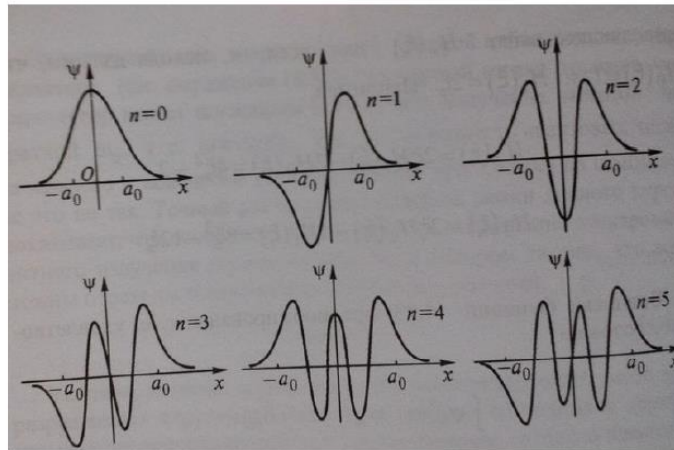 Ψ
n=0
O
−a₀
a₀
x
Ψ
n=1
−a₀
a₀
x
Ψ
n=2
−a₀
a₀
x
Ψ
n=3
−a₀
a₀
x
Ψ
n=4
−a₀
a₀
x
Ψ
n=5
−a₀
a₀
x